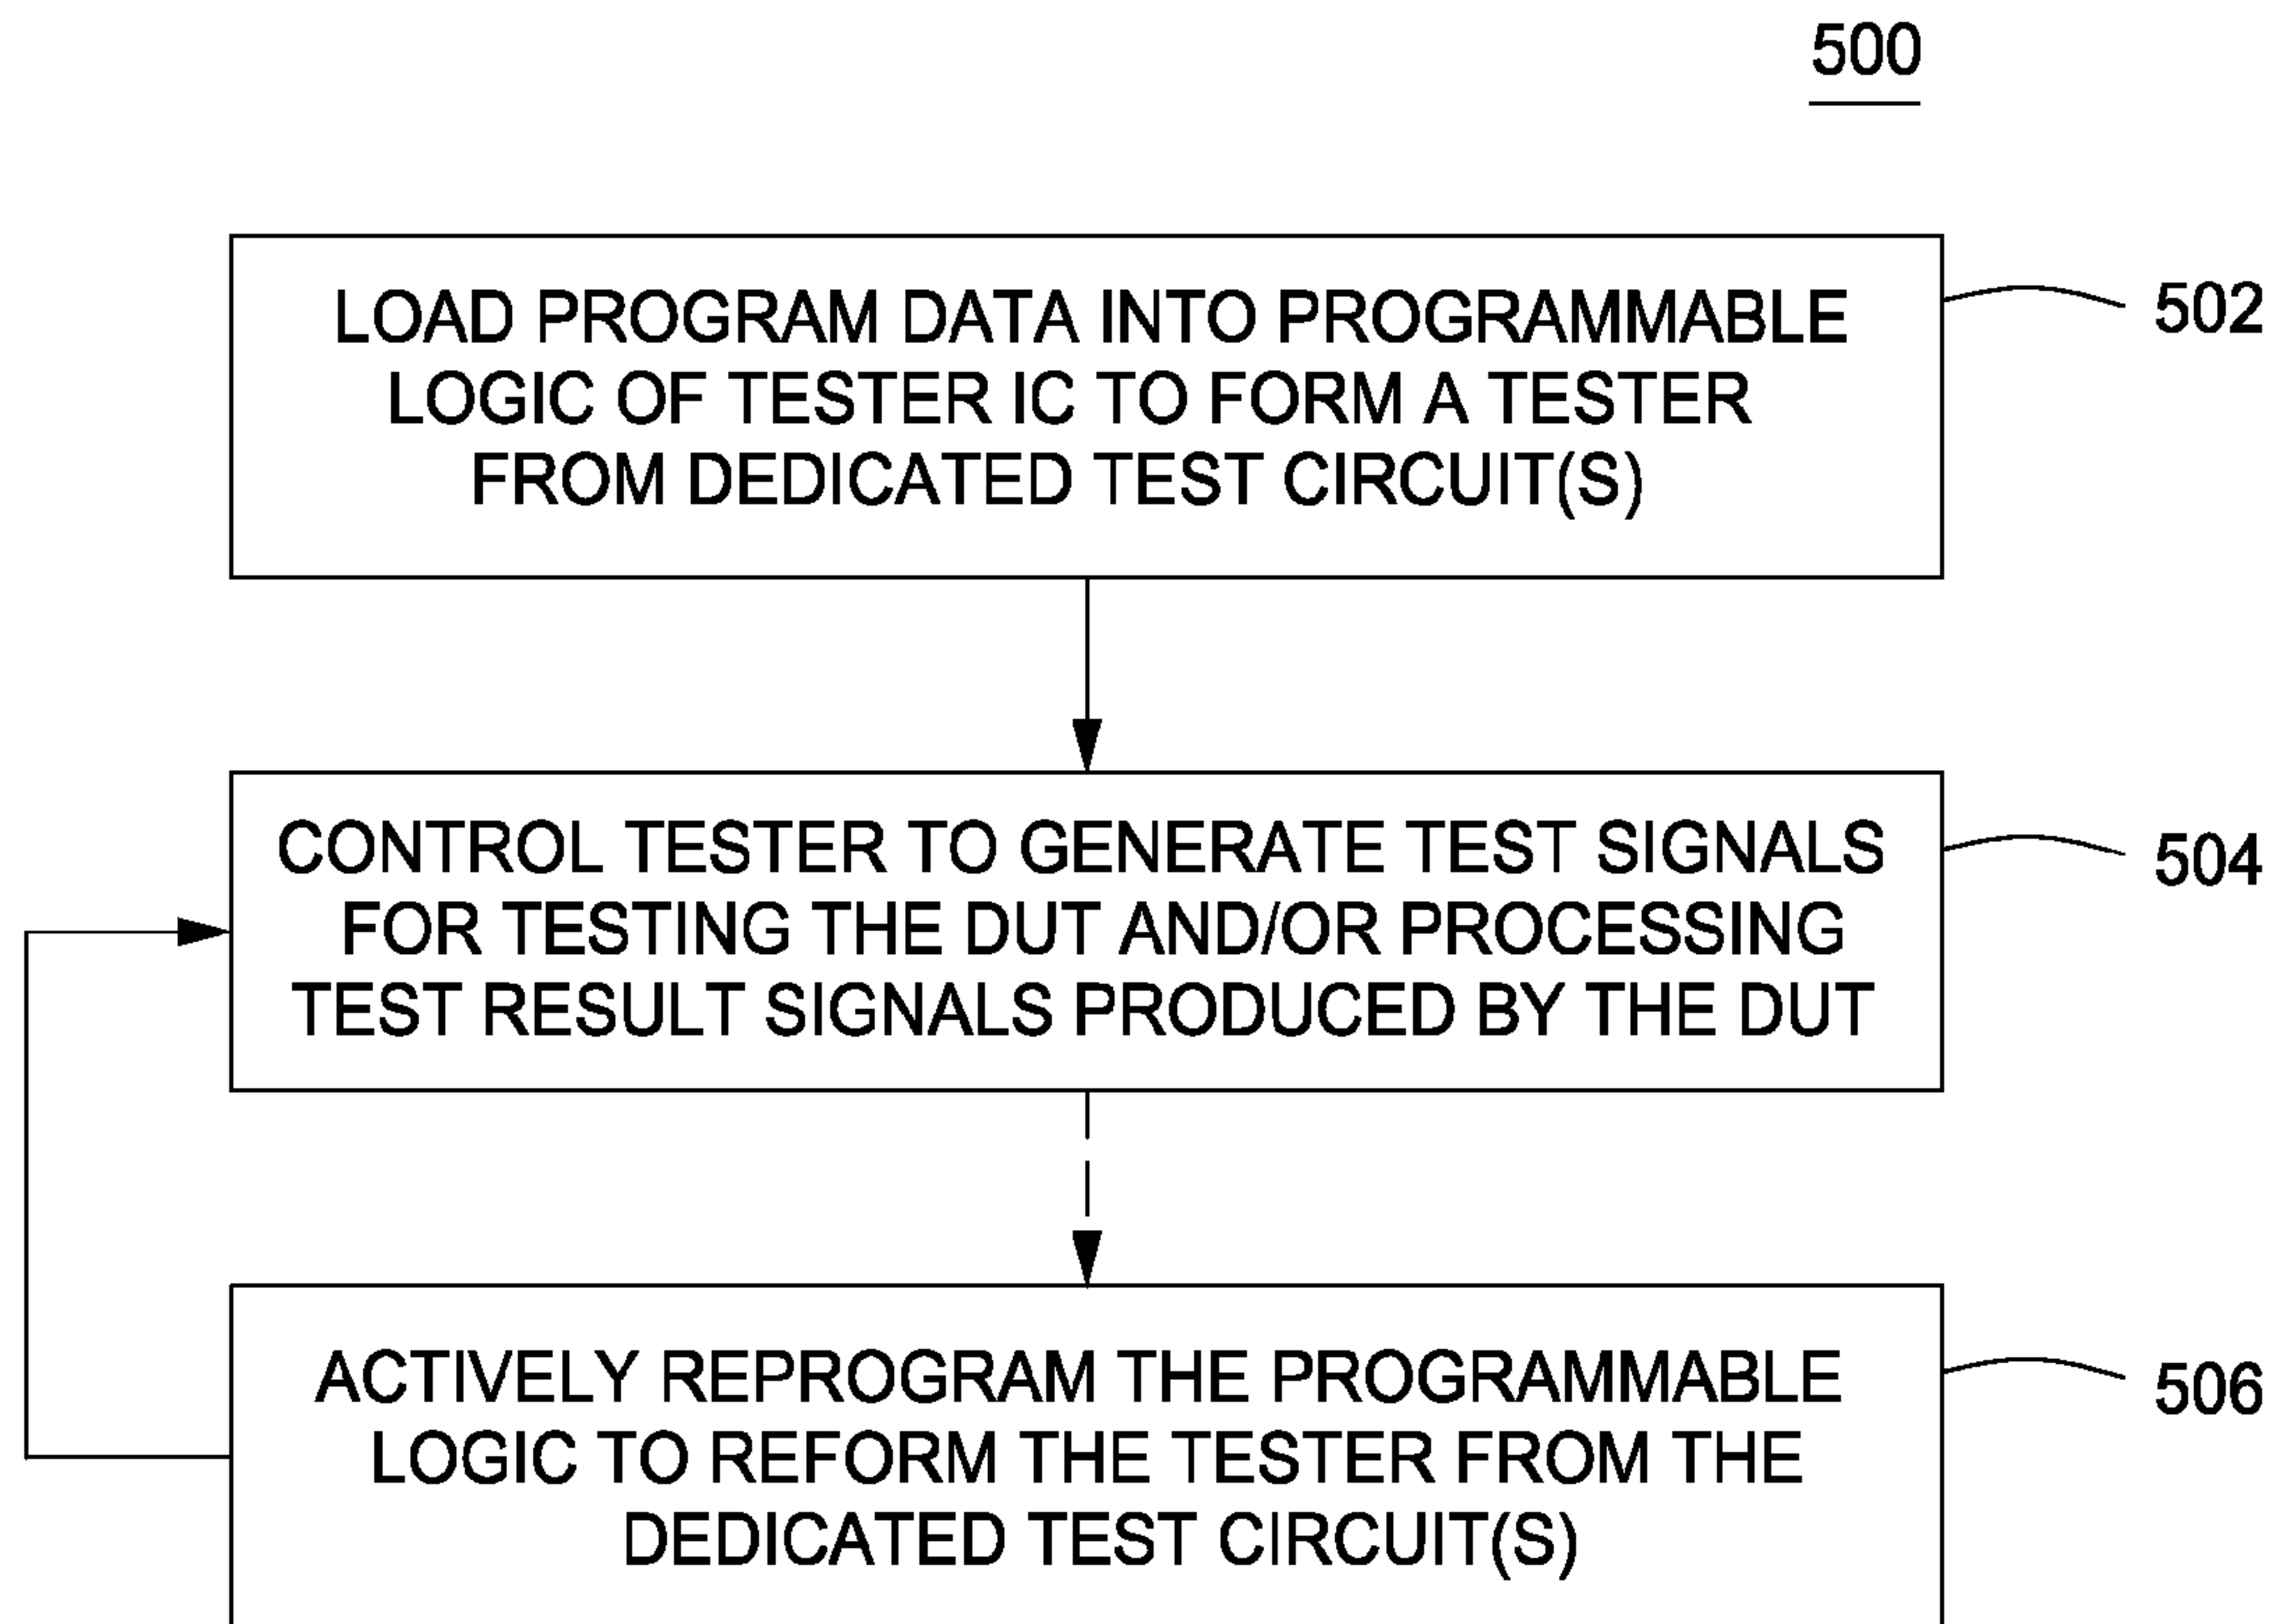 500
LOAD PROGRAM DATA INTO PROGRAMMABLE
LOGIC OF TESTER IC TO FORM A TESTER
FROM DEDICATED TEST CIRCUIT(S)
502
CONTROL TESTER TO GENERATE TEST SIGNALS
FOR TESTING THE DUT AND/OR PROCESSING
TEST RESULT SIGNALS PRODUCED BY THE DUT
504
ACTIVELY REPROGRAM THE PROGRAMMABLE
LOGIC TO REFORM THE TESTER FROM THE
DEDICATED TEST CIRCUIT(S)
506